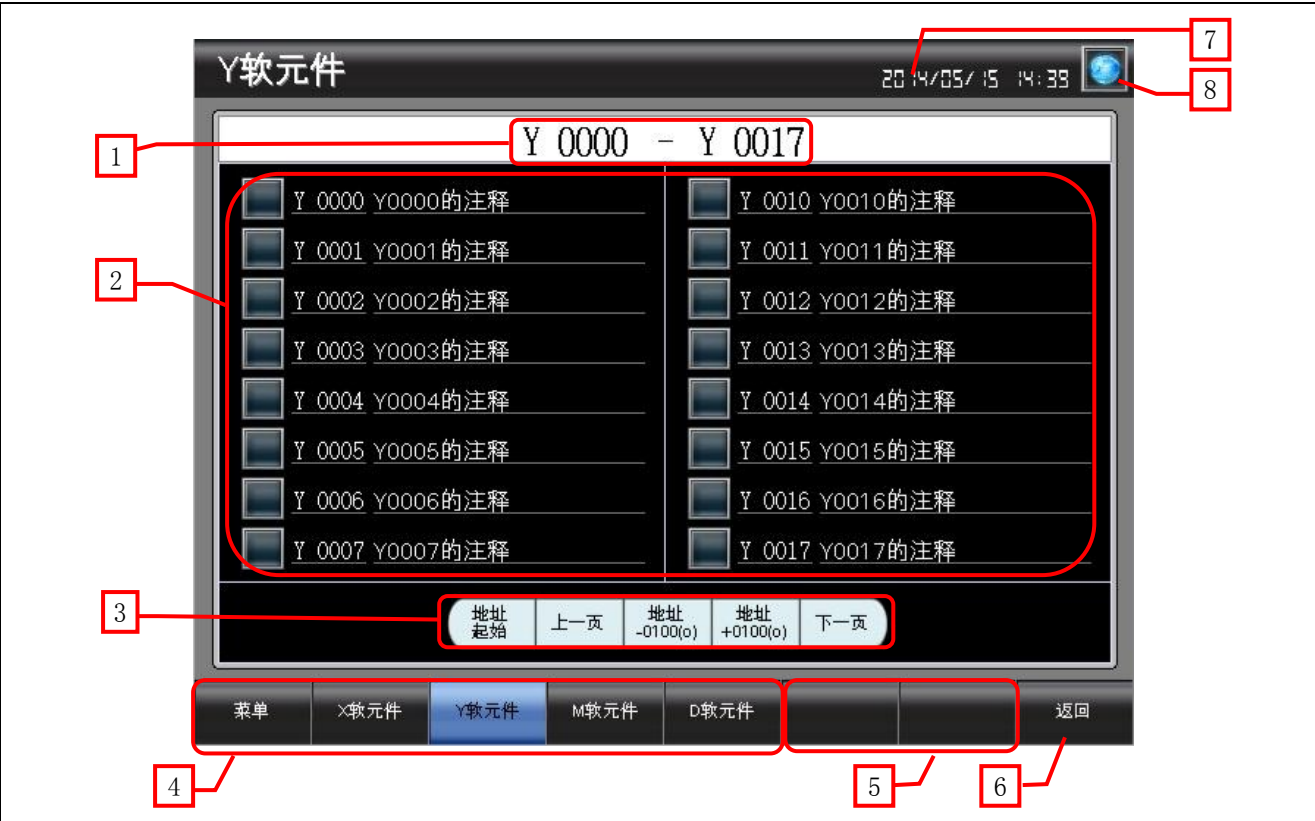 7
Y软元件
2014/05/15 14:39
8
1
Y 0000 - Y 0017
2
Y 0000 Y0000的注释
Y 0001 Y0001的注释
Y 0002 Y0002的注释
Y 0003 Y0003的注释
Y 0004 Y0004的注释
Y 0005 Y0005的注释
Y 0006 Y0006的注释
Y 0007 Y0007的注释
Y 0010 Y0010的注释
Y 0011 Y0011的注释
Y 0012 Y0012的注释
Y 0013 Y0013的注释
Y 0014 Y0014的注释
Y 0015 Y0015的注释
Y 0016 Y0016的注释
Y 0017 Y0017的注释
3
地址
起始
上一页
地址
-0100(o)
地址
+0100(o)
下一页
菜单 X软元件 Y软元件 M软元件 D软元件 返回
4
5
6